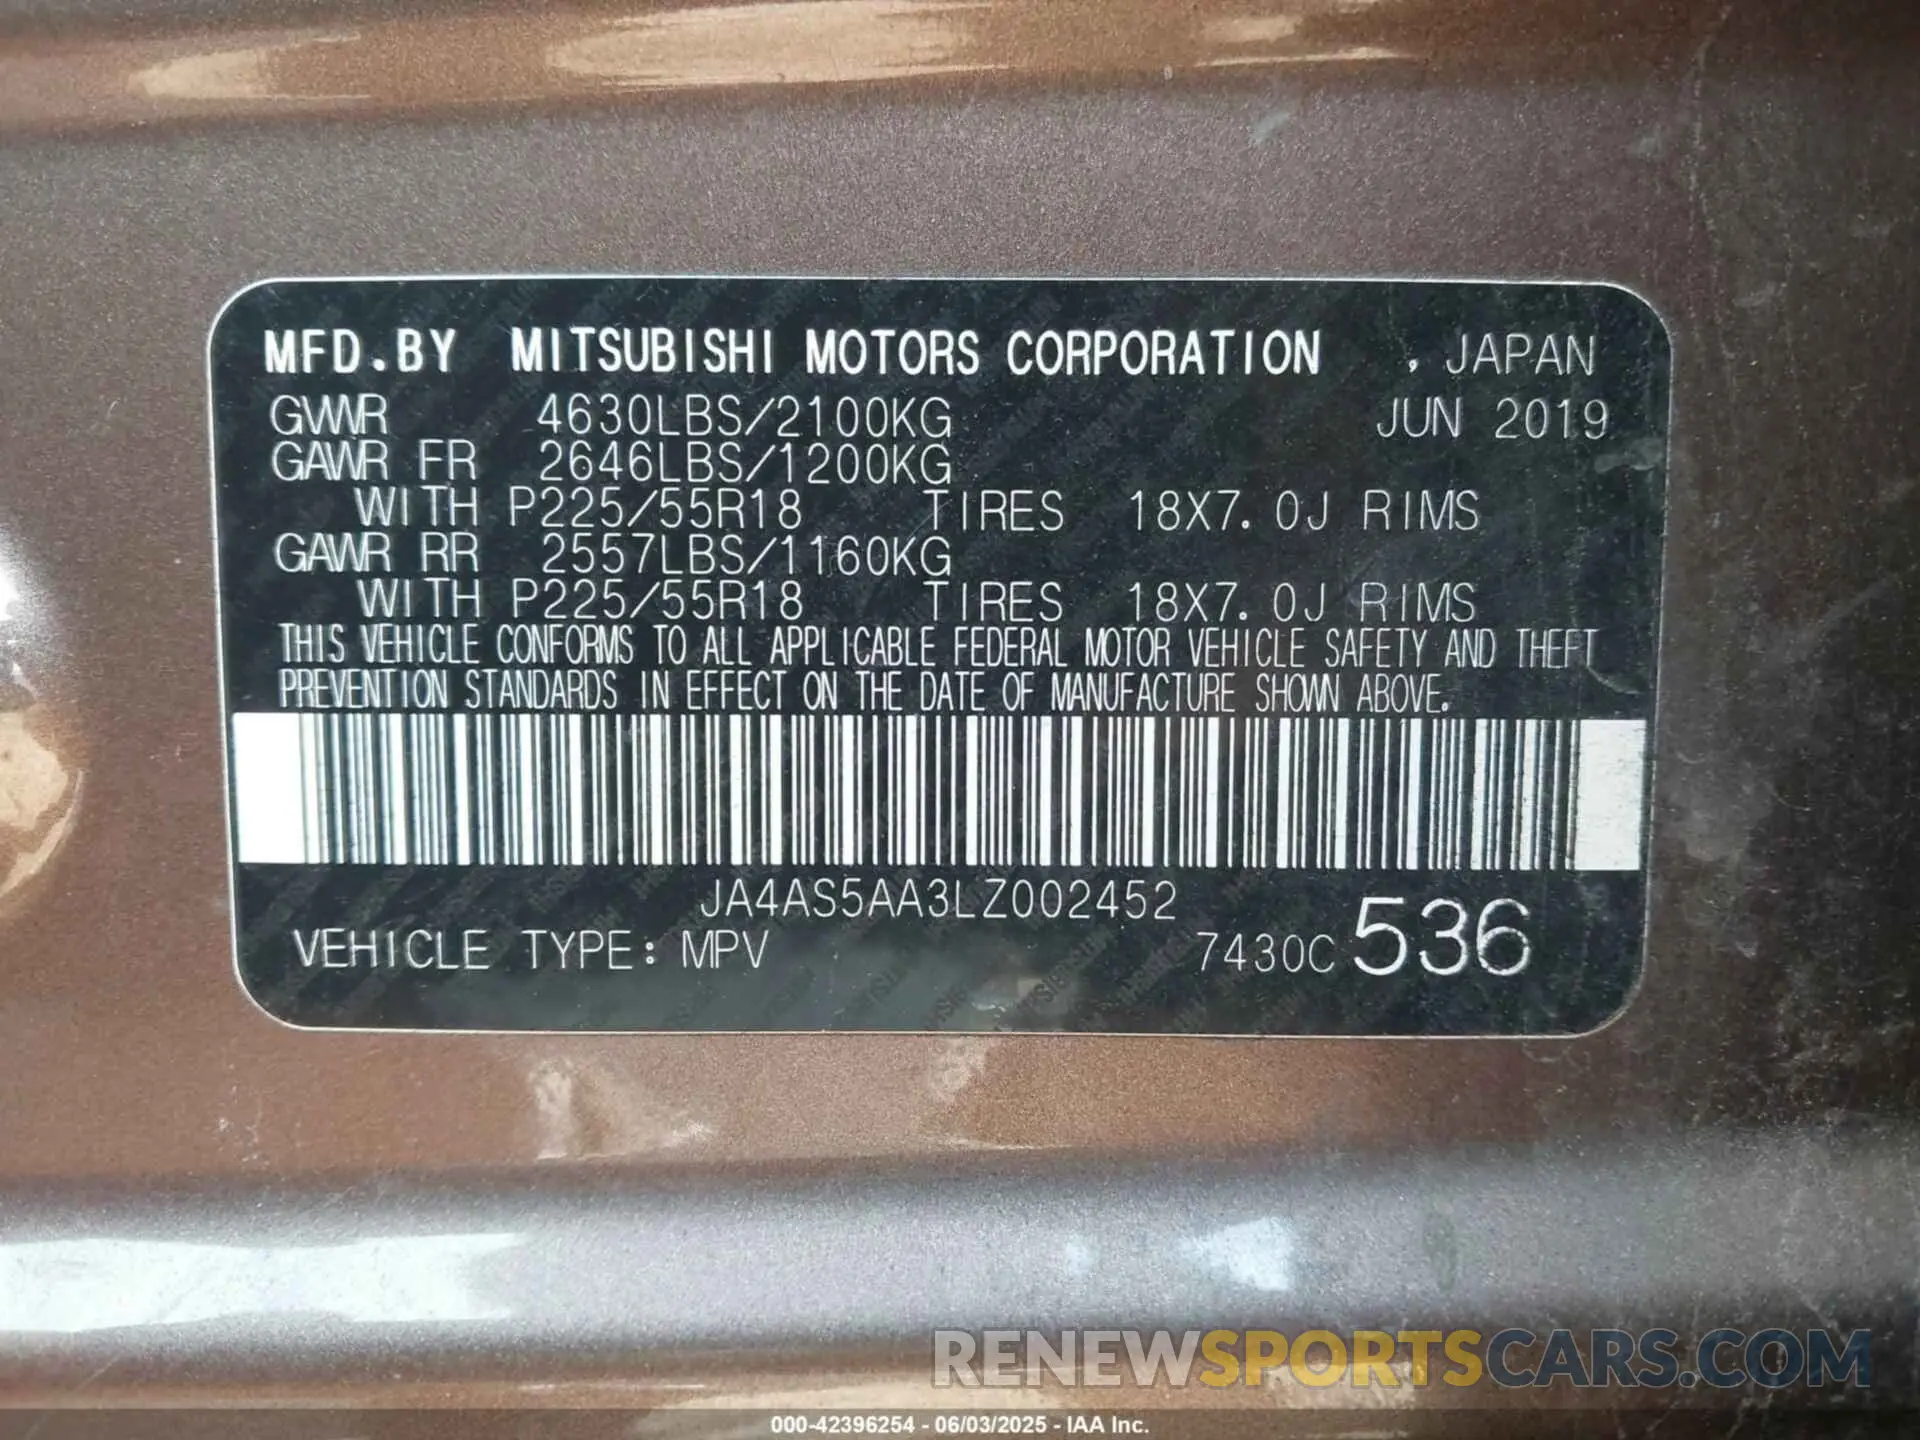 MFD.BY MITSUBISHI MOTORS CORPORATION , JAPAN
GVWR 4630LBS/2100KG JUN 2019
GAWR FR 2646LBS/1200KG
WITH P225/55R18 TIRES 18X7.0J RIMS
GAWR RR 2557LBS/1160KG
WITH P225/55R18 TIRES 18X7.0J RIMS
THIS VEHICLE CONFORMS TO ALL APPLICABLE FEDERAL MOTOR VEHICLE SAFETY AND THEFT
PREVENTION STANDARDS IN EFFECT ON THE DATE OF MANUFACTURE SHOWN ABOVE.
JA4AS5AA3LZ002452
VEHICLE TYPE: MPV 7430C 536
RENEWSPORTSCARS.COM
000-42396254 - 06/03/2025 - IAA Inc.